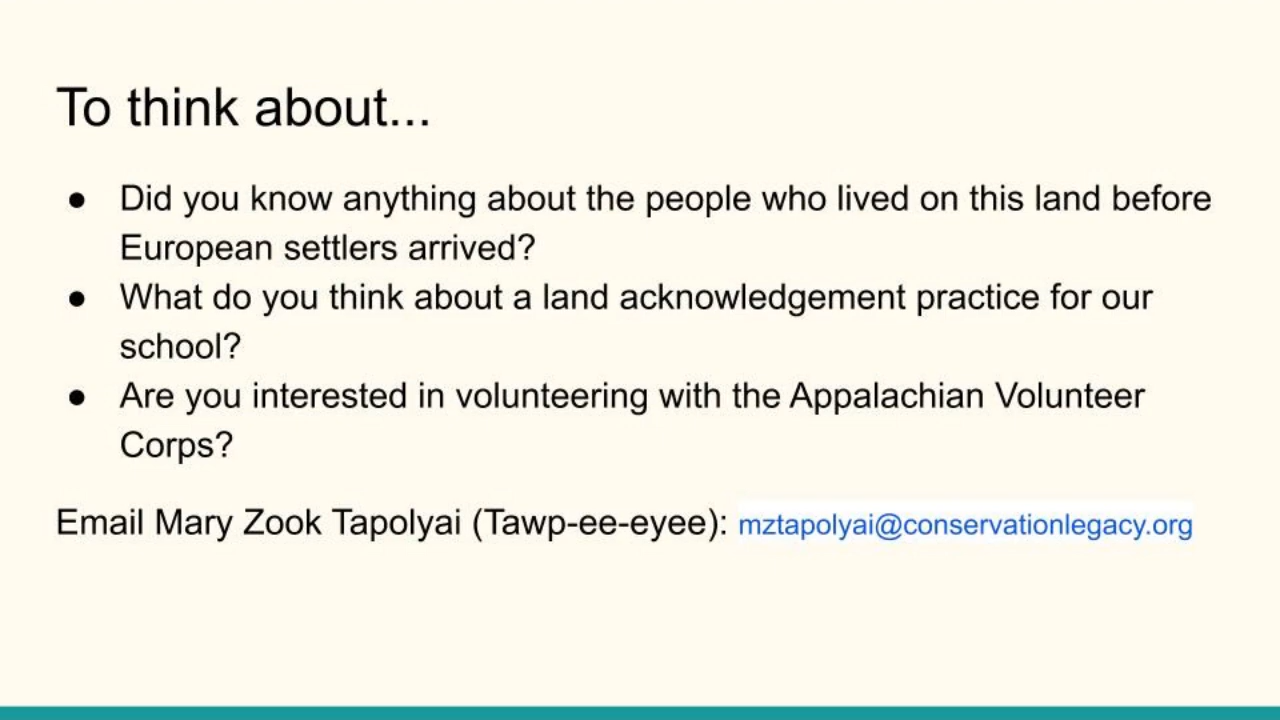 To think about...
● Did you know anything about the people who lived on this land before
European settlers arrived?
● What do you think about a land acknowledgement practice for our
school?
● Are you interested in volunteering with the Appalachian Volunteer
Corps?
Email Mary Zook Tapolyai (Tawp-ee-eyee): mztapolyai@conservationlegacy.org